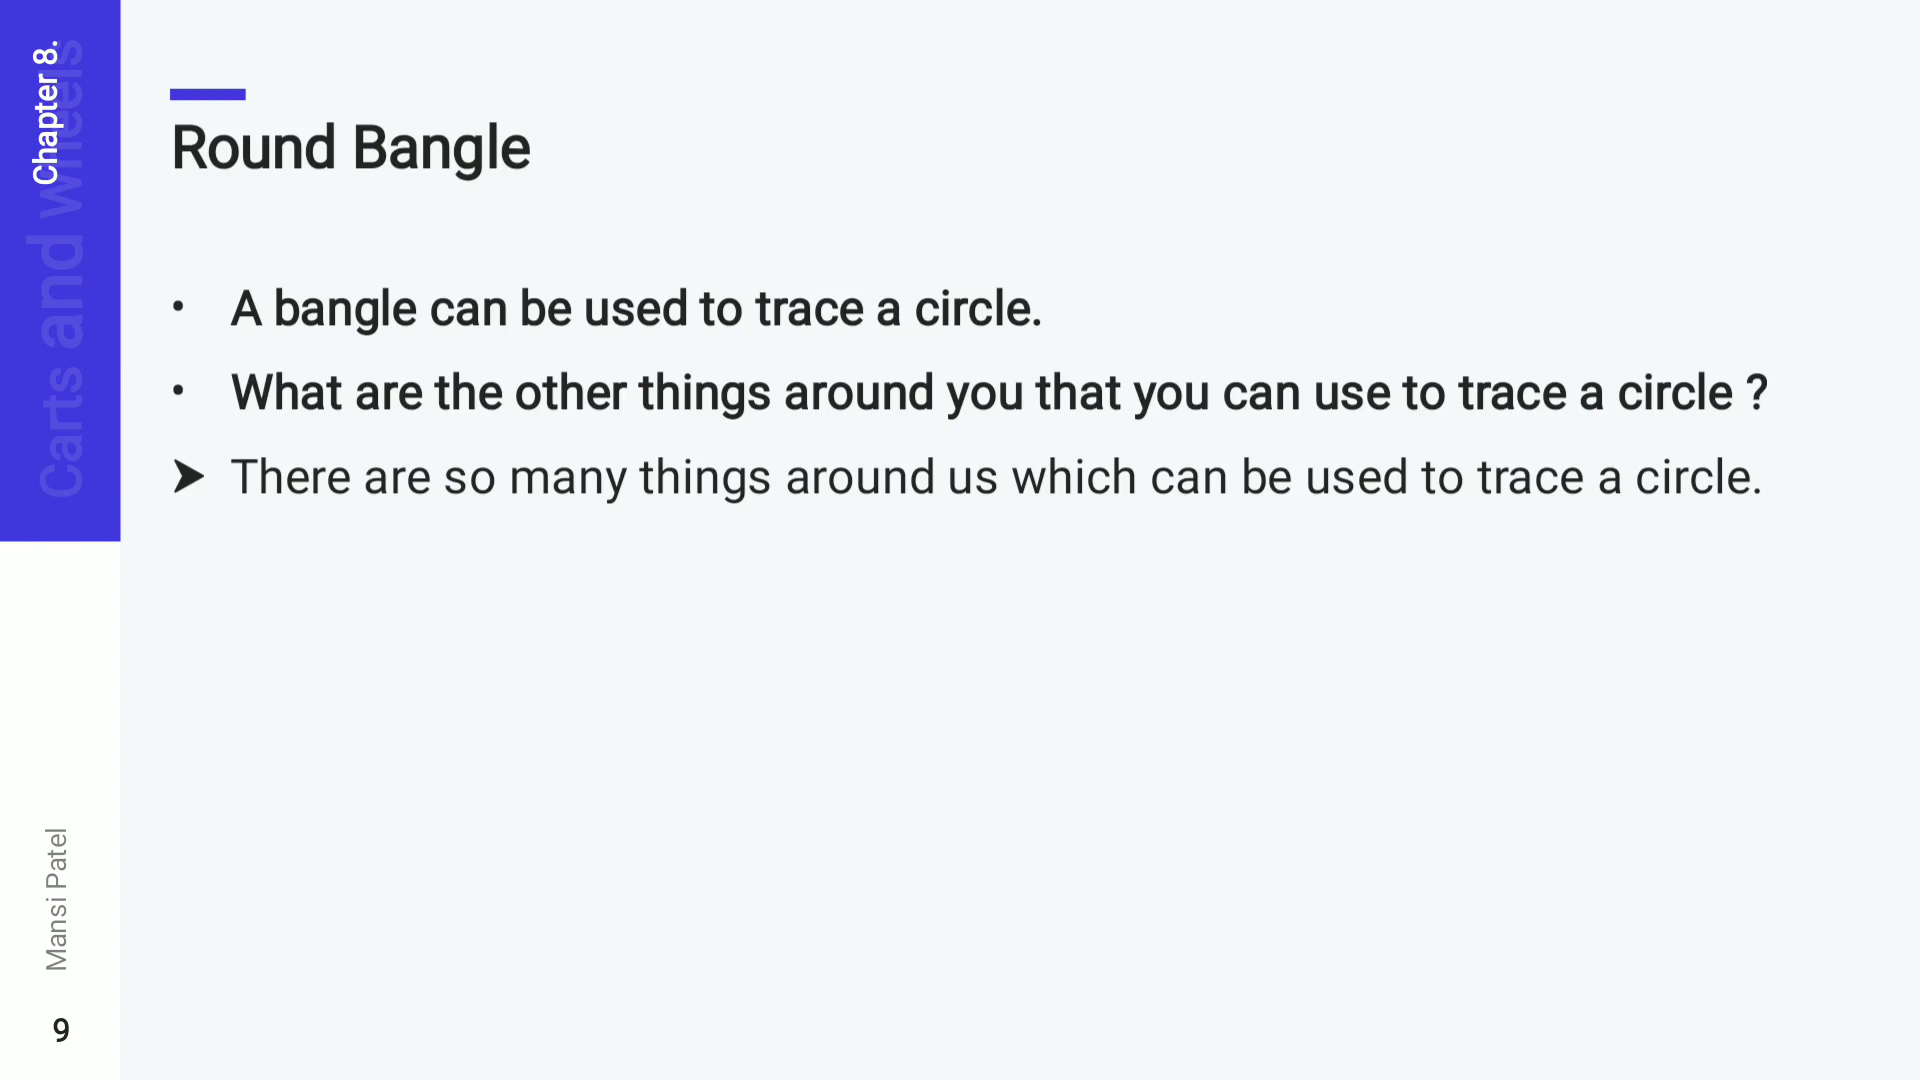 Chapter 8.
Carts and Wheels
Round Bangle
• A bangle can be used to trace a circle.
• What are the other things around you that you can use to trace a circle ?
➤ There are so many things around us which can be used to trace a circle.
Mansi Patel
9